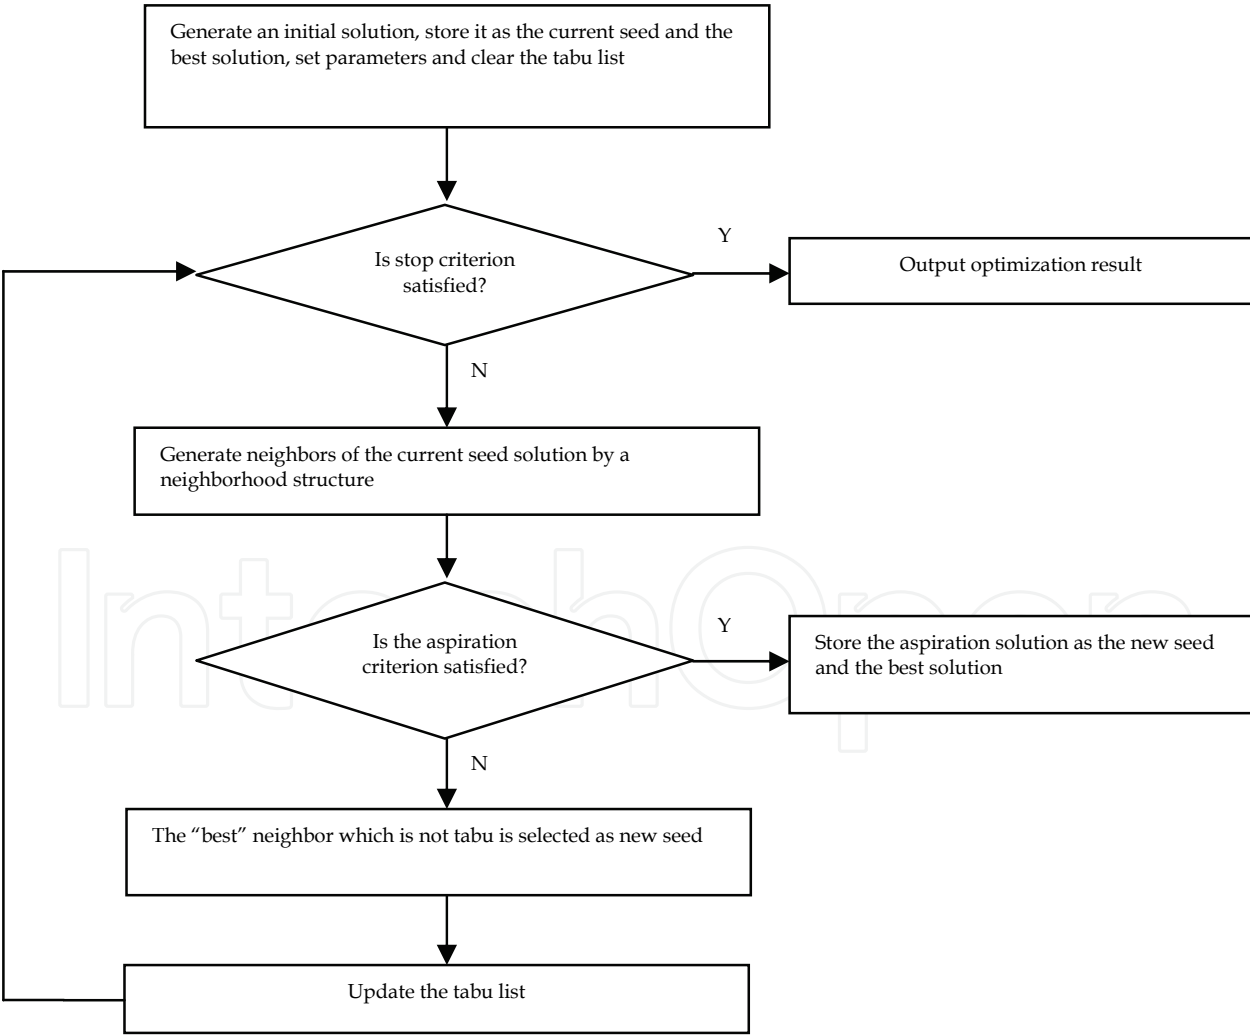 Generate an initial solution, store it as the current seed and the
best solution, set parameters and clear the tabu list
Is stop criterion
satisfied?
Y
Output optimization result
N
Generate neighbors of the current seed solution by a
neighborhood structure
Is the aspiration
criterion satisfied?
Y
Store the aspiration solution as the new seed
and the best solution
N
The “best” neighbor which is not tabu is selected as new seed
Update the tabu list
IntechOpen